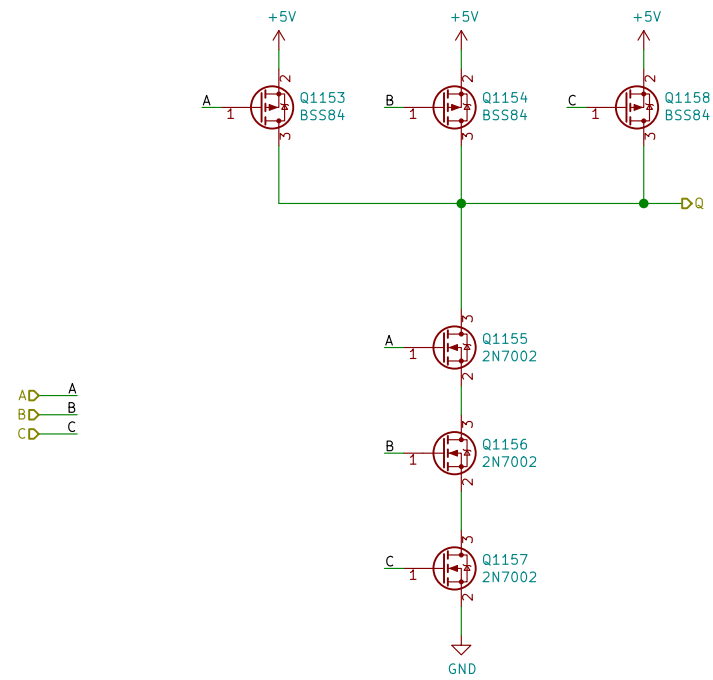 +5V
+5V
+5V
2
2
2
A
1
Q1153
BSS84
B
1
Q1154
BSS84
C
1
Q1158
BSS84
3
3
3
Q
3
A
1
Q1155
2N7002
2
A
A
B
B
C
C
3
B
1
Q1156
2N7002
2
3
C
1
Q1157
2N7002
2
GND